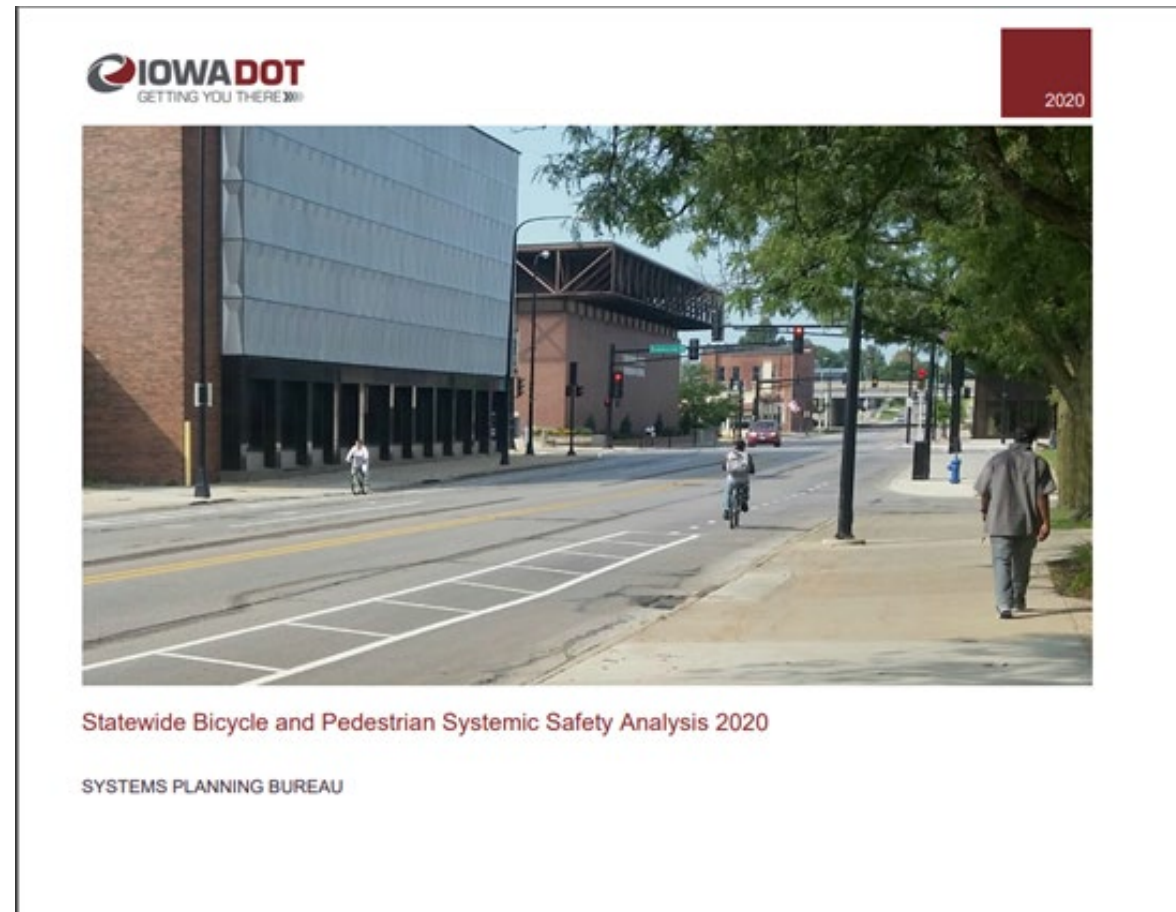 IOWADOT
GETTING YOU THERE
2020
Statewide Bicycle and Pedestrian Systemic Safety Analysis 2020
SYSTEMS PLANNING BUREAU